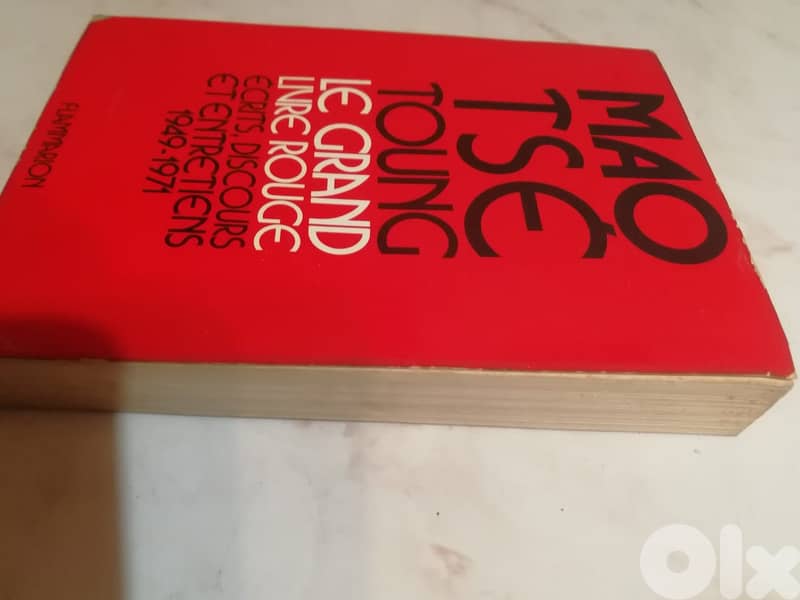 MAO
TSÉ
TOUNG
LE GRAND
LIVRE ROUGE
ÉCRITS, DISCOURS
ET ENTRETIENS
1949-1971
FLAMMARION
Olx